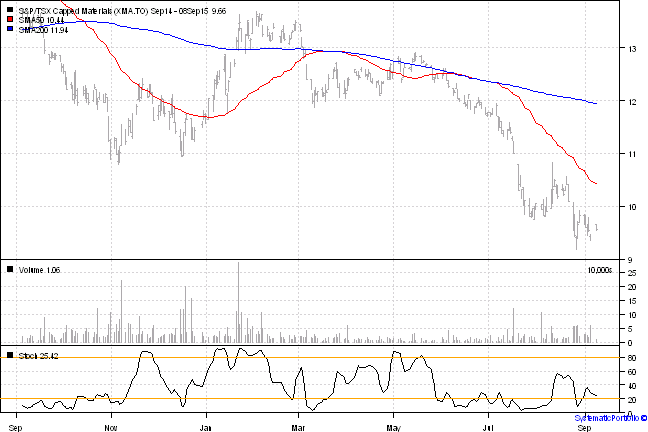 S&P/TSX Capped Materials (XMA.TO) Sep14 - 08Sep15 9.66
SMA50 10.44
SMA200 11.94
13
12
11
10
9
Volume 1.06
10,000s
25
20
15
10
5
0
Stoch 25.42
80
60
40
20
0
Sep Nov Jan Mar May Jul Sep
SystematicPortfolio ©